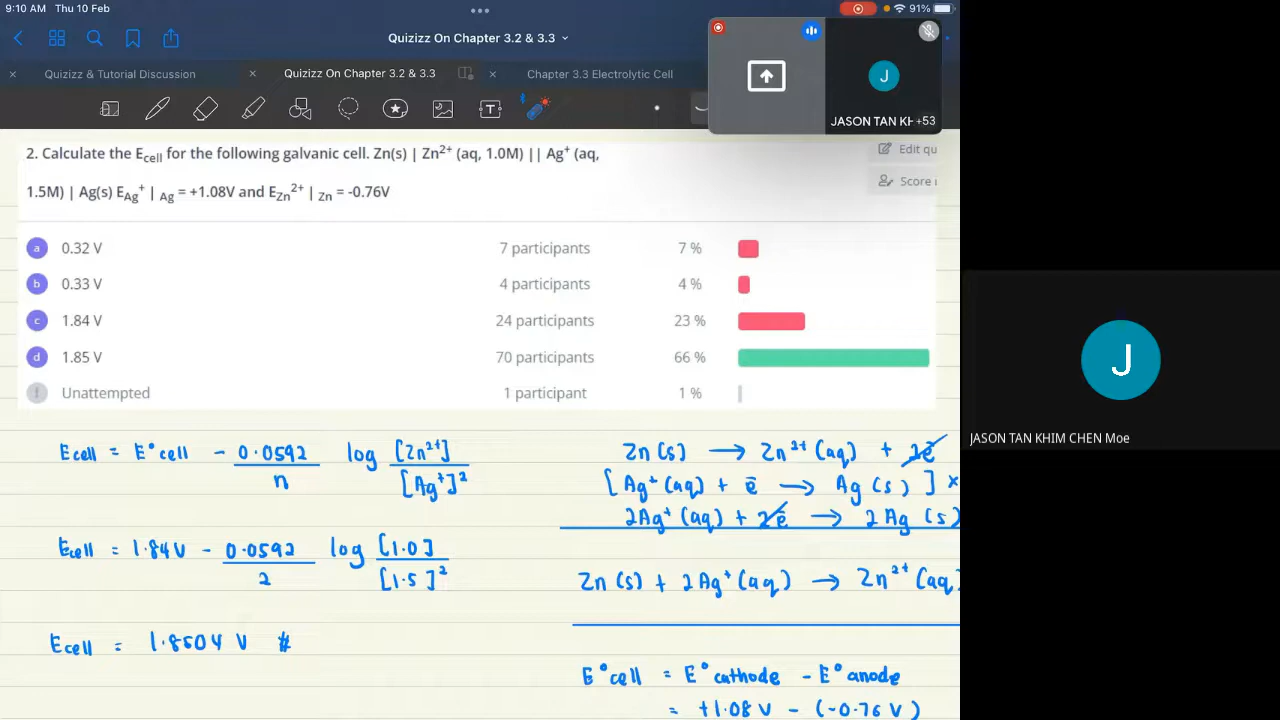 9:10 AM Thu 10 Feb
91%
Quizizz On Chapter 3.2 & 3.3
Quizizz & Tutorial Discussion
Quizizz On Chapter 3.2 & 3.3
Chapter 3.3 Electrolytic Cell
JASON TAN KH +53
J
2. Calculate the Ecell for the following galvanic cell. Zn(s) | Zn²⁺ (aq, 1.0M) || Ag⁺ (aq,
1.5M) | Ag(s) E Ag⁺ | Ag = +1.08V and E Zn²⁺ | Zn = -0.76V
Edit qu
Score
a 0.32 V 7 participants 7 %
b 0.33 V 4 participants 4 %
c 1.84 V 24 participants 23 %
d 1.85 V 70 participants 66 %
Unattempted 1 participant 1 %
Ecell = E°cell - 0.0592/n log [Zn²⁺]/[Ag⁺]²
Ecell = 1.84V - 0.0592/2 log [1.0]/[1.5]²
Ecell = 1.8504 V #
Zn(s) → Zn²⁺(aq) + 2e̅
[Ag⁺(aq) + e̅ → Ag(s)] ×
2Ag⁺(aq) + 2e̅ → 2Ag(s)
Zn(s) + 2Ag⁺(aq) → Zn²⁺(aq)
E°cell = E°cathode - E°anode
= +1.08V - (-0.76V)
J
JASON TAN KHIM CHEN Moe